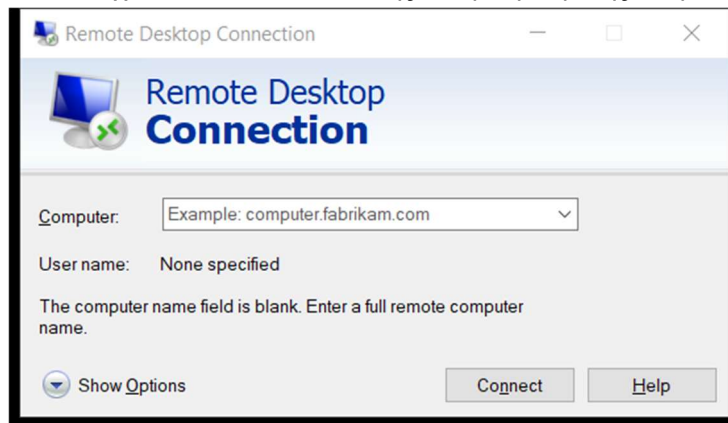 Remote Desktop Connection
Remote Desktop
Connection
Computer: Example: computer.fabrikam.com
User name: None specified
The computer name field is blank. Enter a full remote computer
name.
Show Options Connect Help